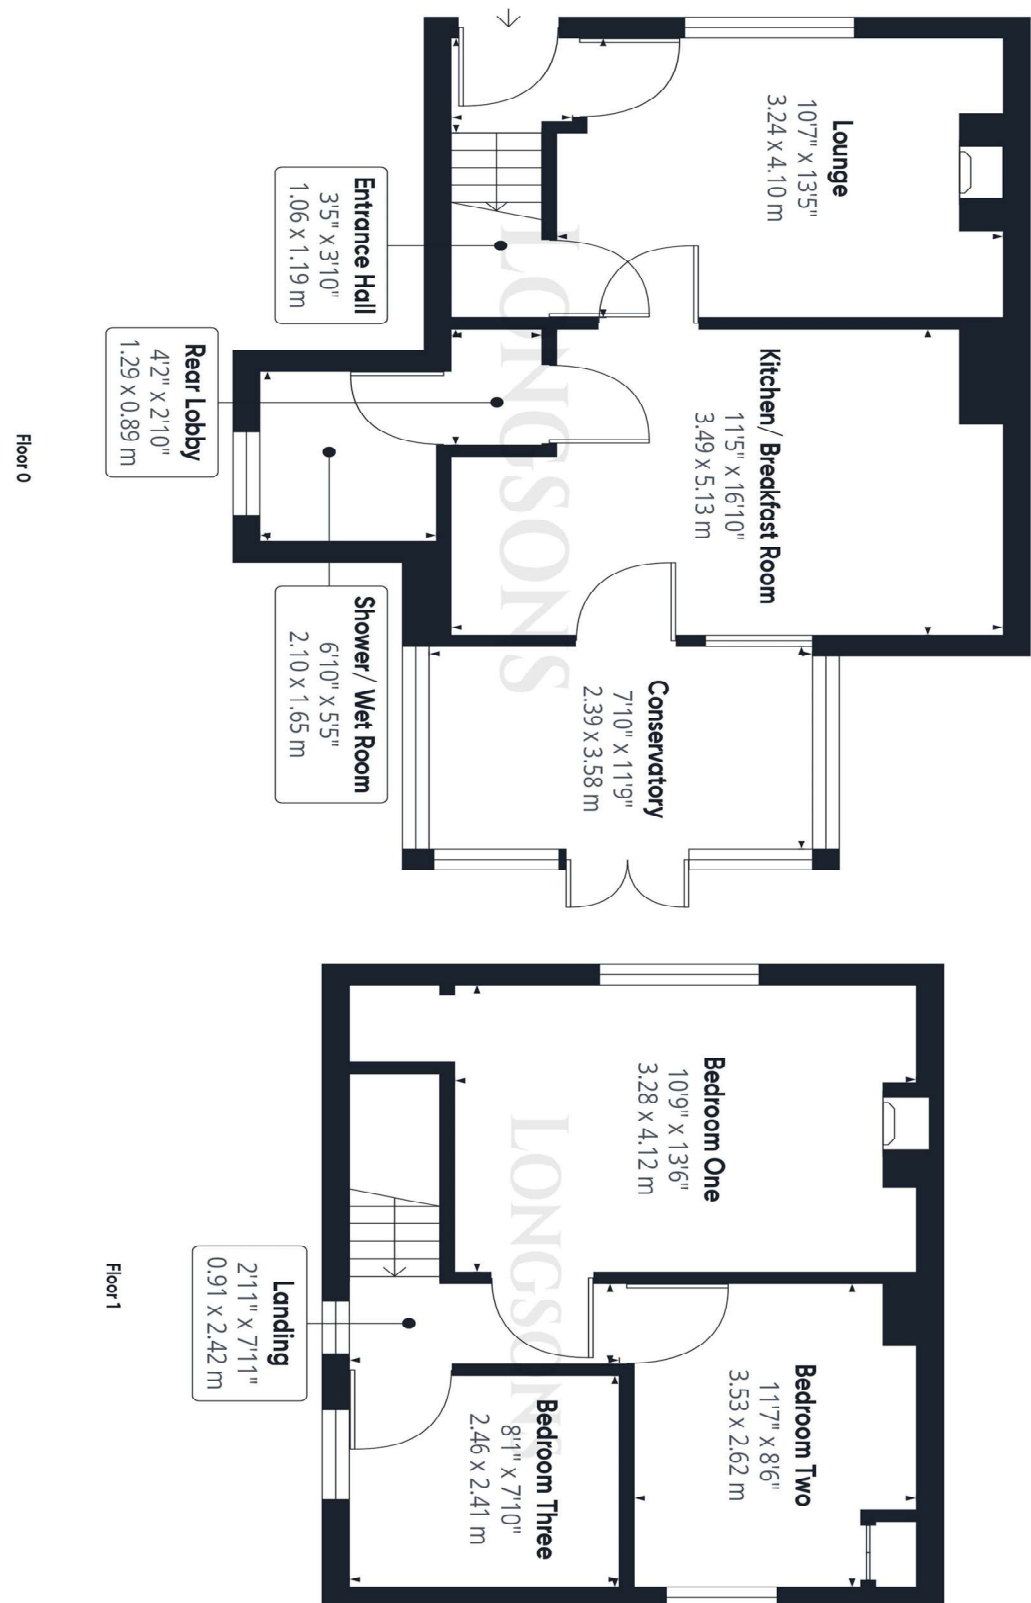 Lounge
10'7" x 13'5"
3.24 x 4.10 m
Entrance Hall
3'5" x 3'10"
1.06 x 1.19 m
Kitchen/ Breakfast Room
11'5" x 16'10"
3.49 x 5.13 m
Rear Lobby
4'2" x 2'10"
1.29 x 0.89 m
Shower/ Wet Room
6'10" x 5'5"
2.10 x 1.65 m
Conservatory
7'10" x 11'9"
2.39 x 3.58 m
LONGSONS
Floor 0
Bedroom One
10'9" x 13'6"
3.28 x 4.12 m
Landing
2'11" x 7'11"
0.91 x 2.42 m
Bedroom Two
11'7" x 8'6"
3.53 x 2.62 m
Bedroom Three
8'1" x 7'10"
2.46 x 2.41 m
LONGSONS
Floor 1